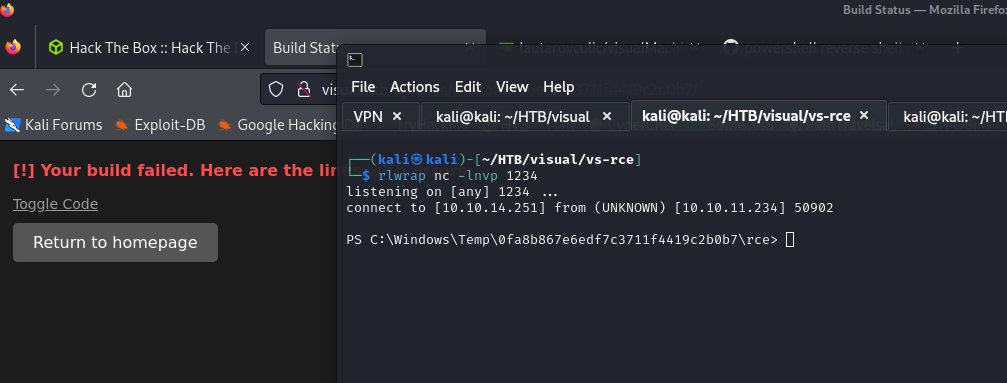 Build Status — Mozilla Firefox
Hack The Box :: Hack The
Build Stat
File Actions Edit View Help
VPN
kali@kali: ~/HTB/visual
kali@kali: ~/HTB/visual/vs-rce
kali@kali: ~/HT
Kali Forums
Exploit-DB
Google Hacking
[!] Your build failed. Here are the lin
Toggle Code
Return to homepage
┌──(kali㉿kali)-[~/HTB/visual/vs-rce]
└─$ rlwrap nc -lnvp 1234
listening on [any] 1234 ...
connect to [10.10.14.251] from (UNKNOWN) [10.10.11.234] 50902
PS C:\Windows\Temp\0fa8b867e6edf7c3711f4419c2b0b7\rce>